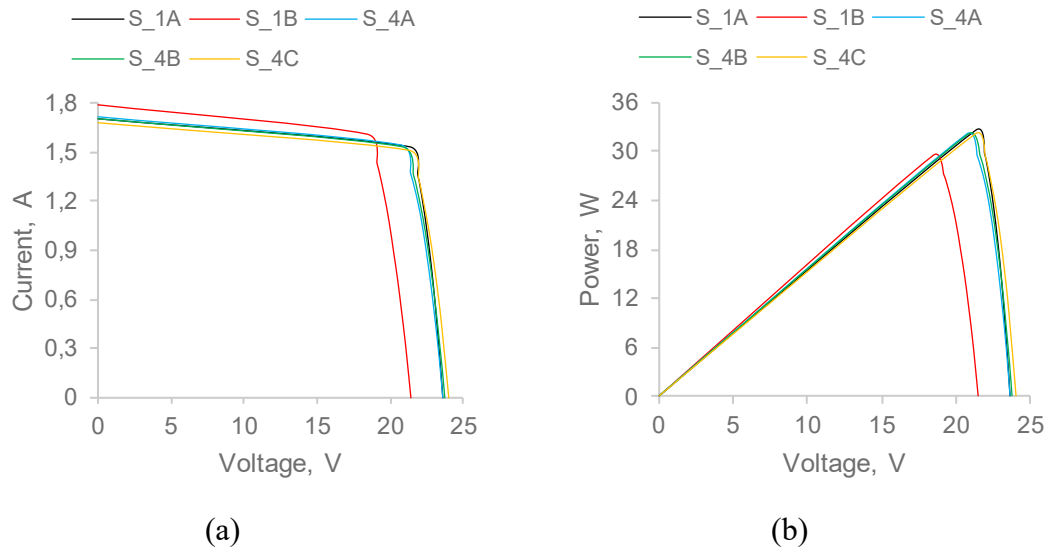 S_1A S_1B S_4A
S_4B S_4C
1,8
1,5
1,2
0,9
0,6
0,3
0
0 5 10 15 20 25
Current, A
Voltage, V
(a)
S_1A S_1B S_4A
S_4B S_4C
36
30
24
18
12
6
0
0 5 10 15 20 25
Power, W
Voltage, V
(b)